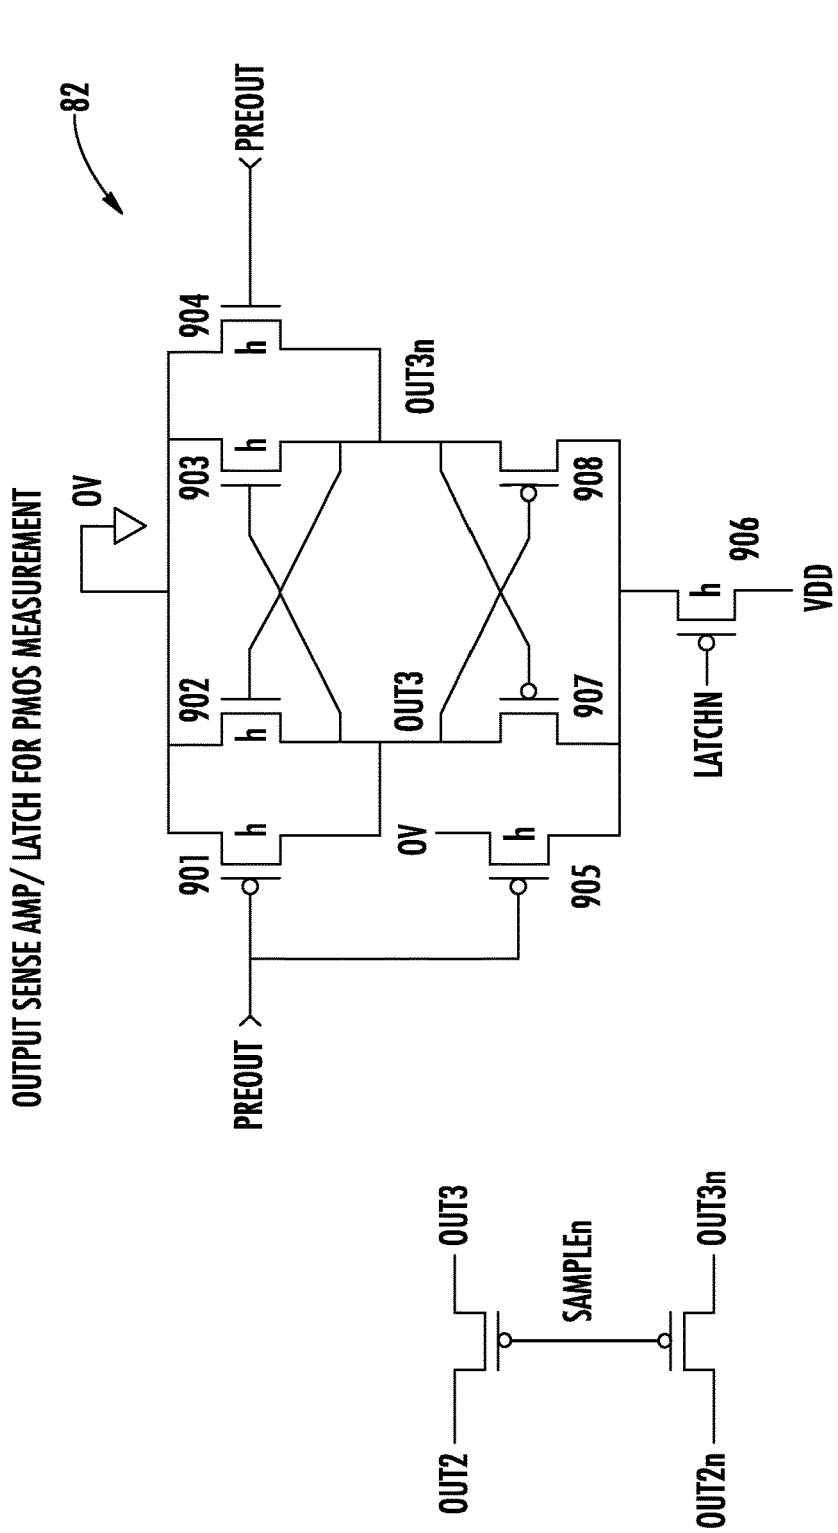 OUTPUT SENSE AMP/ LATCH FOR PMOS MEASUREMENT
82
0V
PREOUT
901
h
902
h
903
h
904
h
PREOUT
OUT3
OUT3n
0V
905
h
907
908
LATCHN
906
h
VDD
OUT2
OUT3
SAMPLEn
OUT2n
OUT3n